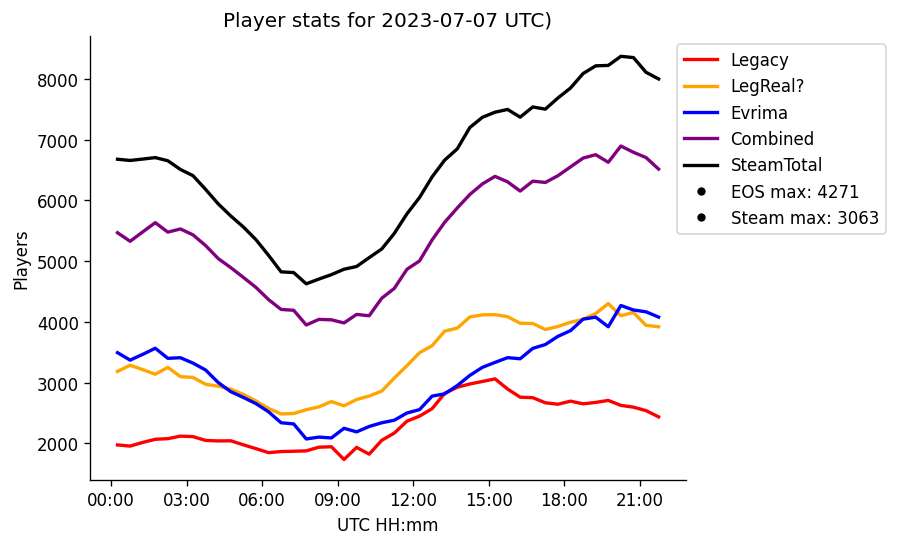 Player stats for 2023-07-07 UTC)
Players
8000
7000
6000
5000
4000
3000
2000
00:00 03:00 06:00 09:00 12:00 15:00 18:00 21:00
UTC HH:mm
Legacy
LegReal?
Evrima
Combined
SteamTotal
EOS max: 4271
Steam max: 3063